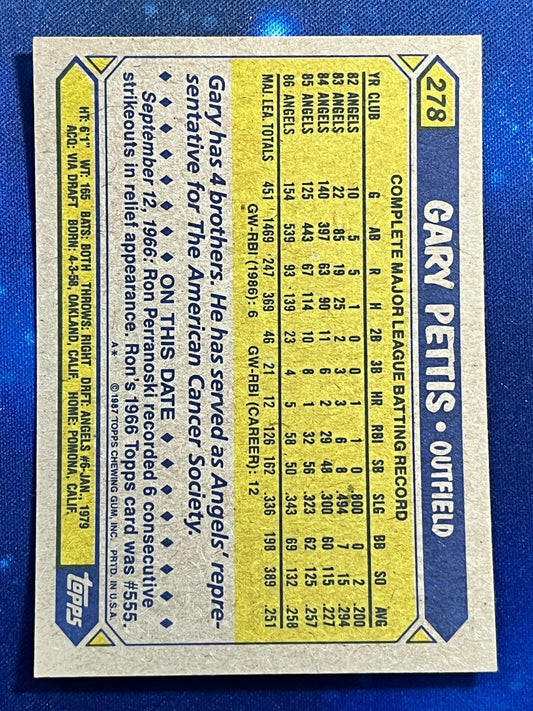 278
GARY PETTIS • OUTFIELD
COMPLETE MAJOR LEAGUE BATTING RECORD
YR CLUB G AB R H 2B 3B HR RBI SB SLG BB SO AVG
82 ANGELS 10 5 5 1 0 0 1 1 0 .800 0 2 .200
83 ANGELS 22 85 19 25 2 3 3 6 8 .494 7 15 .294
84 ANGELS 140 397 63 90 11 6 2 29 48 .300 60 115 .227
85 ANGELS 125 443 67 114 10 8 1 32 56 .323 62 125 .257
86 ANGELS 154 539 93 139 23 4 5 58 50 .343 69 132 .258
MAJ. LEA. TOTALS 451 1469 247 369 46 21 12 126 162 .336 198 389 .251
GW-RBI (1986): 6 GW-RBI (CAREER): 12
Gary has 4 brothers. He has served as Angels' repre-
sentative for The American Cancer Society.
♦ ♦ ♦ ♦ ♦ ♦ ON THIS DATE ♦ ♦ ♦ ♦ ♦ ♦
September 12, 1966: Ron Perranoski recorded 6 consecutive
strikeouts in relief appearance. Ron's 1966 Topps card was #555.
A* ©1987 TOPPS CHEWING GUM, INC. PRTD. IN U.S.A.
HT: 6'1" WT: 165 BATS: BOTH THROWS: RIGHT DRFT: ANGELS #6-JAN., 1979
ACQ: VIA DRAFT BORN: 4-3-58, OAKLAND, CALIF. HOME: POMONA, CALIF.
topps